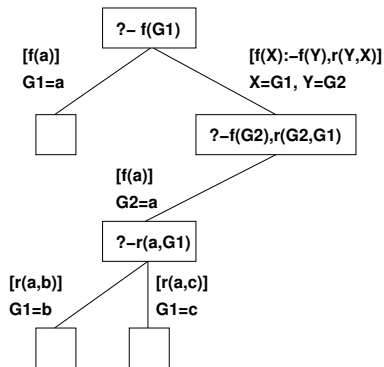 ?− f(G1)
[f(a)]
G1=a
[f(X):−f(Y),r(Y,X)]
X=G1, Y=G2
?−f(G2),r(G2,G1)
[f(a)]
G2=a
?−r(a,G1)
[r(a,b)]
G1=b
[r(a,c)]
G1=c